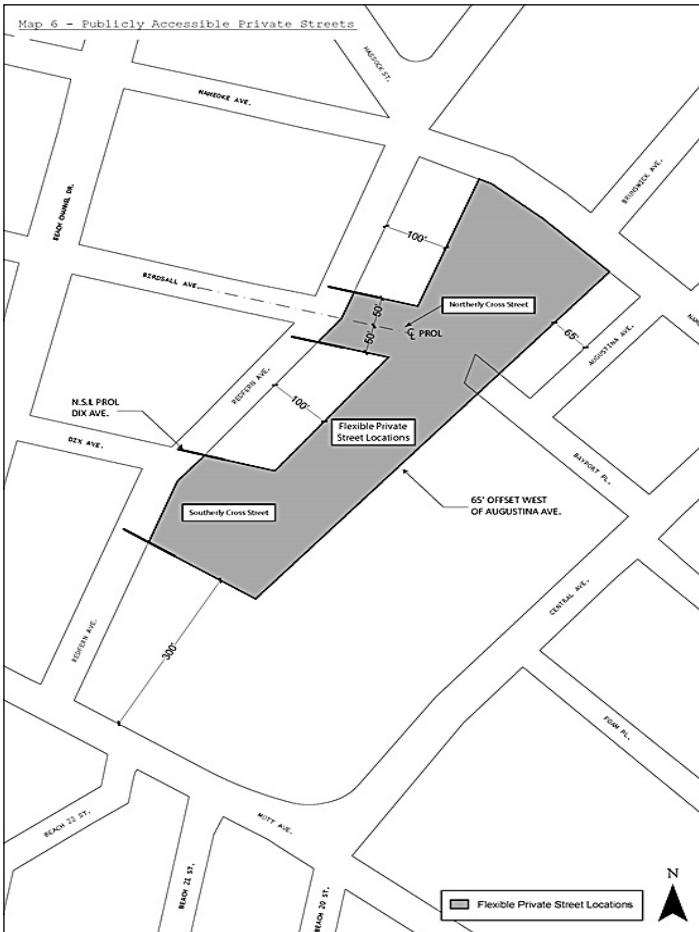 Map 6 - Publicly Accessible Private Streets
HASSOCK ST.
NAMEOKE AVE.
BRUNSWICK AVE.
BEACH CHANNEL DR.
100'
BIRDSALL AVE.
50'
Northerly Cross Street
℄ PROL
50'
65'
AUGUSTINA AVE.
REDFERN AVE.
N.S.L PROL
DIX AVE.
100'
Flexible Private
Street Locations
DIX AVE.
BAYPORT PL.
65' OFFSET WEST
OF AUGUSTINA AVE.
Southerly Cross Street
CENTRAL AVE.
REDFERN AVE.
300'
FOAM PL.
BEACH 22 ST.
MOTT AVE.
BEACH 21 ST.
BEACH 20 ST.
N
Flexible Private Street Locations